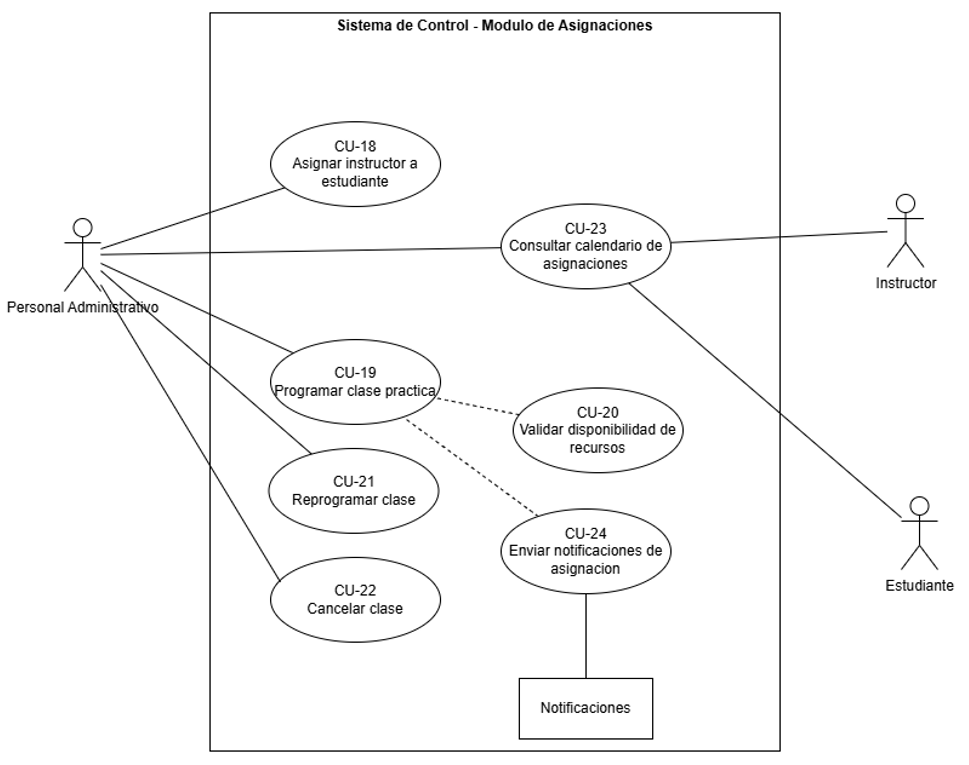 Sistema de Control - Modulo de Asignaciones
CU-18
Asignar instructor a
estudiante
CU-23
Consultar calendario de
asignaciones
Instructor
Personal Administrativo
CU-19
Programar clase practica
CU-20
Validar disponibilidad de
recursos
CU-21
Reprogramar clase
CU-24
Enviar notificaciones de
asignacion
Estudiante
CU-22
Cancelar clase
Notificaciones